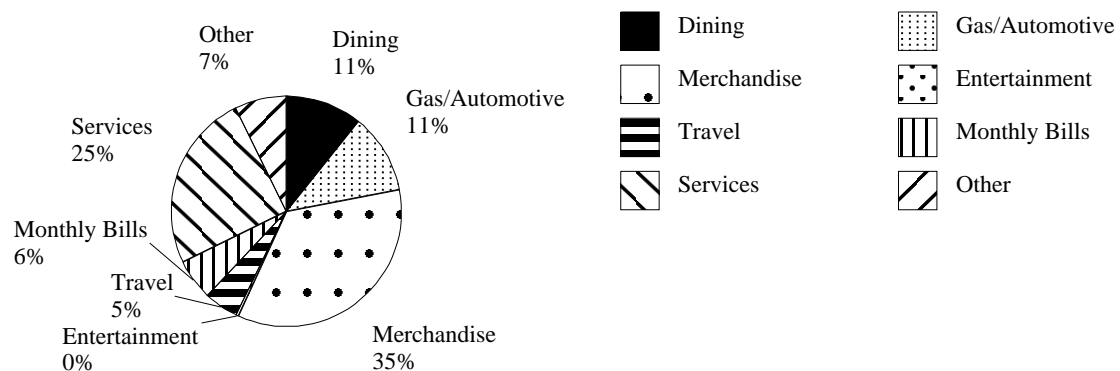 Other
7%
Dining
11%
Gas/Automotive
11%
Services
25%
Monthly Bills
6%
Travel
5%
Entertainment
0%
Merchandise
35%
Dining
Gas/Automotive
Merchandise
Entertainment
Travel
Monthly Bills
Services
Other